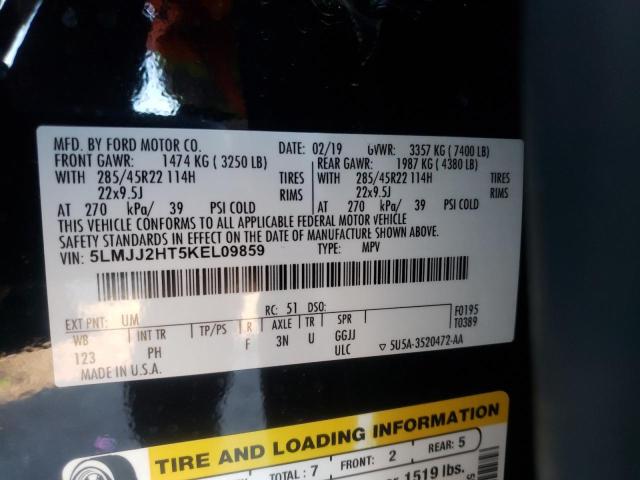 MFD. BY FORD MOTOR CO. DATE: 02/19 GVWR: 3357 KG (7400 LB)
FRONT GAWR: 1474 KG (3250 LB) REAR GAWR: 1987 KG (4380 LB)
WITH 285/45R22 114H TIRES WITH 285/45R22 114H TIRES
22x9.5J RIMS 22x9.5J RIMS
AT 270 kPa/ 39 PSI COLD AT 270 kPa/ 39 PSI COLD
THIS VEHICLE CONFORMS TO ALL APPLICABLE FEDERAL MOTOR VEHICLE
SAFETY STANDARDS IN EFFECT ON THE DATE OF MANUFACTURE SHOWN ABOVE.
VIN: 5LMJJ2HT5KEL09859 TYPE: MPV
EXT PNT: UM RC: 51 DSO: F0195
WB INT TR TP/PS R AXLE TR SPR T0389
123 PH F 3N U GGJJ
ULC
MADE IN U.S.A. ▽ 5U5A-3520472-AA
TIRE AND LOADING INFORMATION
TOTAL: 7 FRONT: 2 REAR: 5
1519 lbs.